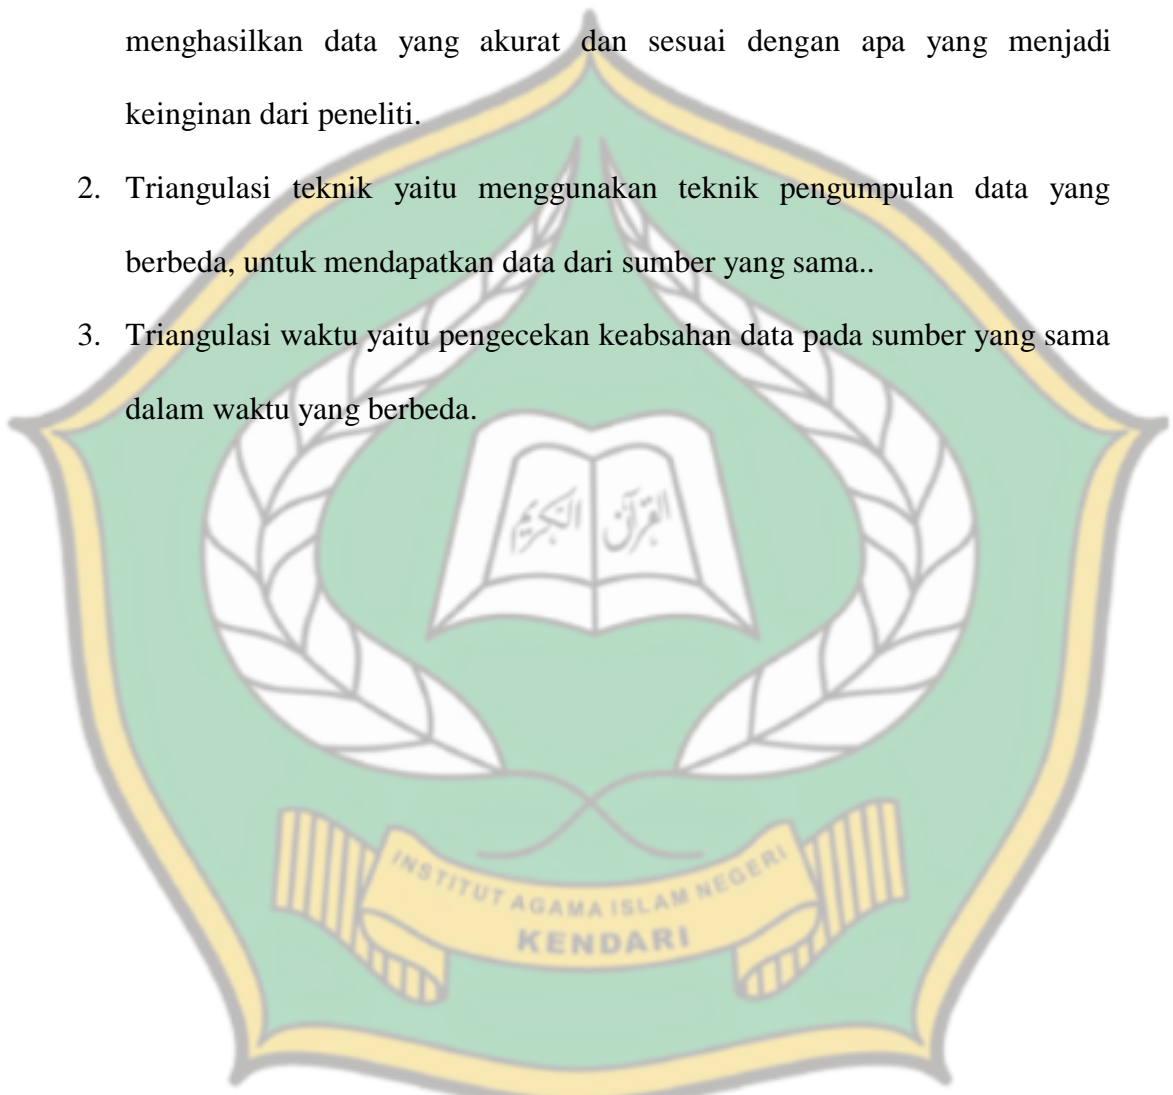 menghasilkan data yang akurat dan sesuai dengan apa yang menjadi
keinginan dari peneliti.
2. Triangulasi teknik yaitu menggunakan teknik pengumpulan data yang
berbeda, untuk mendapatkan data dari sumber yang sama..
3. Triangulasi waktu yaitu pengecekan keabsahan data pada sumber yang sama
dalam waktu yang berbeda.
القرآن الكريم
INSTITUT AGAMA ISLAM NEGERI
KENDARI